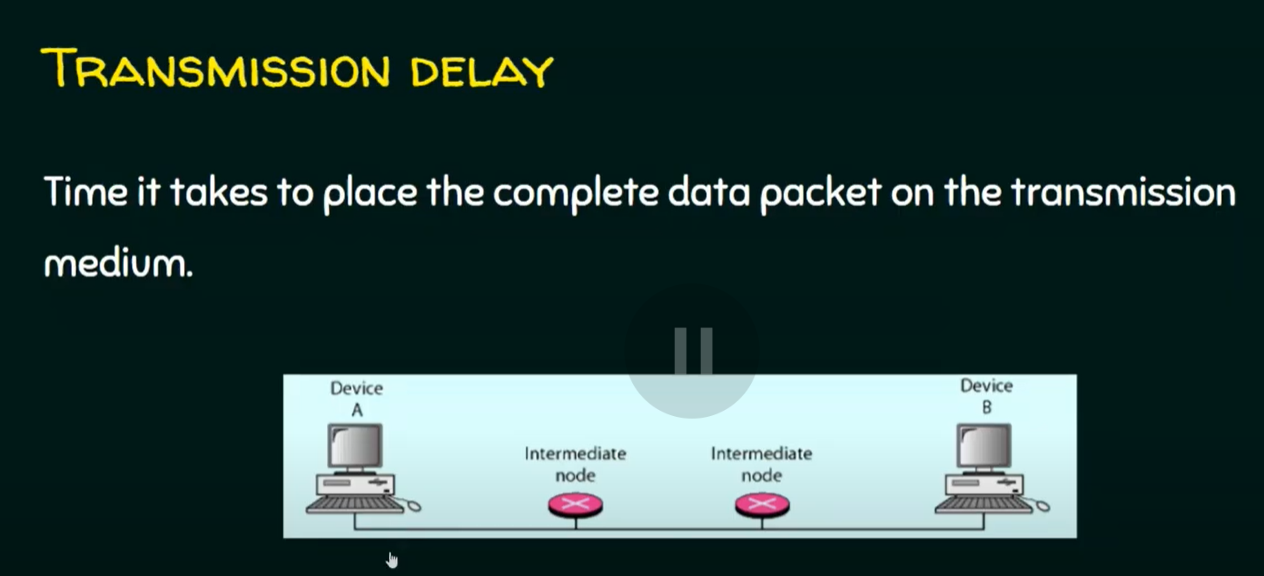 TRANSMISSION DELAY
Time it takes to place the complete data packet on the transmission
medium.
Device
A
Device
B
Intermediate
node
Intermediate
node